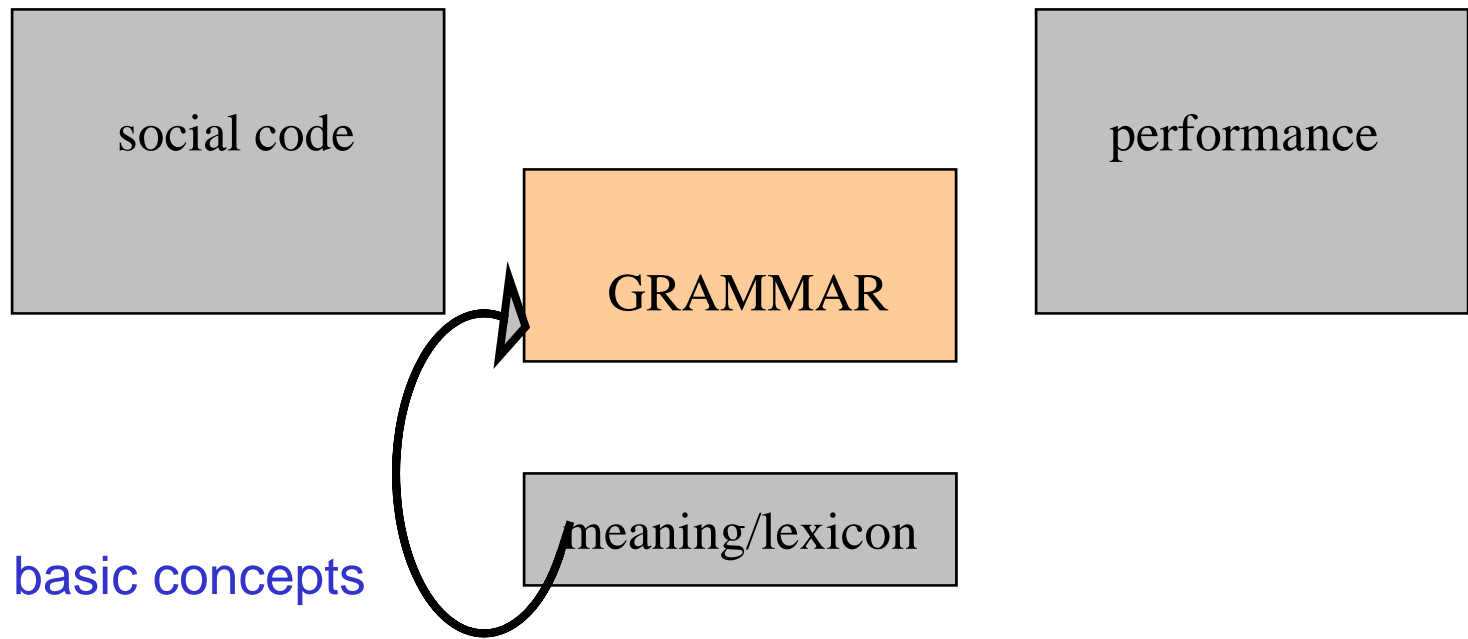 social code
performance
GRAMMAR
meaning/lexicon
basic concepts